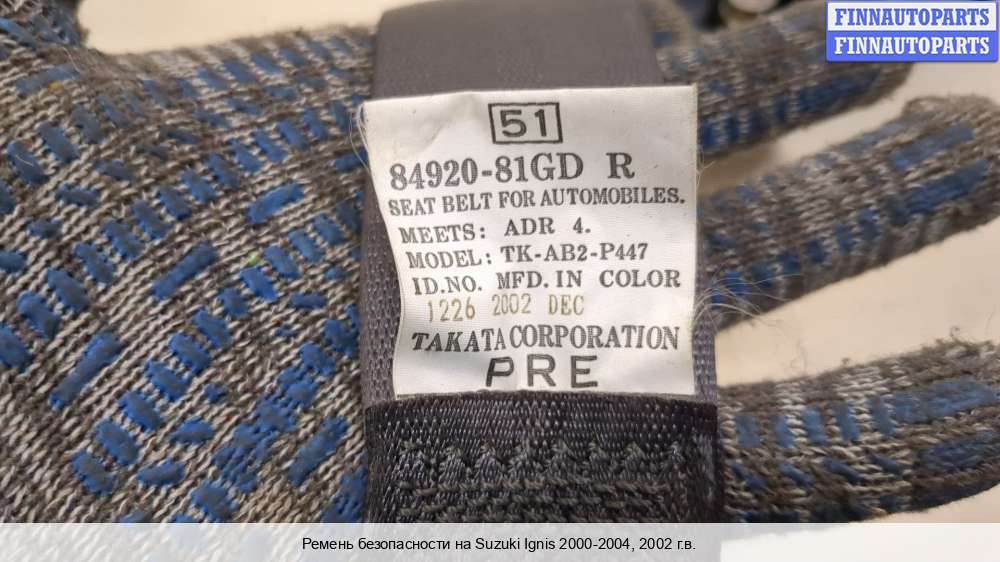 FINNAUTOPARTS
FINNAUTOPARTS
51
84920-81GD R
SEAT BELT FOR AUTOMOBILES.
MEETS: ADR 4.
MODEL: TK-AB2-P447
ID.NO. MFD. IN COLOR
1226 2002 DEC
TAKATA CORPORATION
PRE
Ремень безопасности на Suzuki Ignis 2000-2004, 2002 г.в.